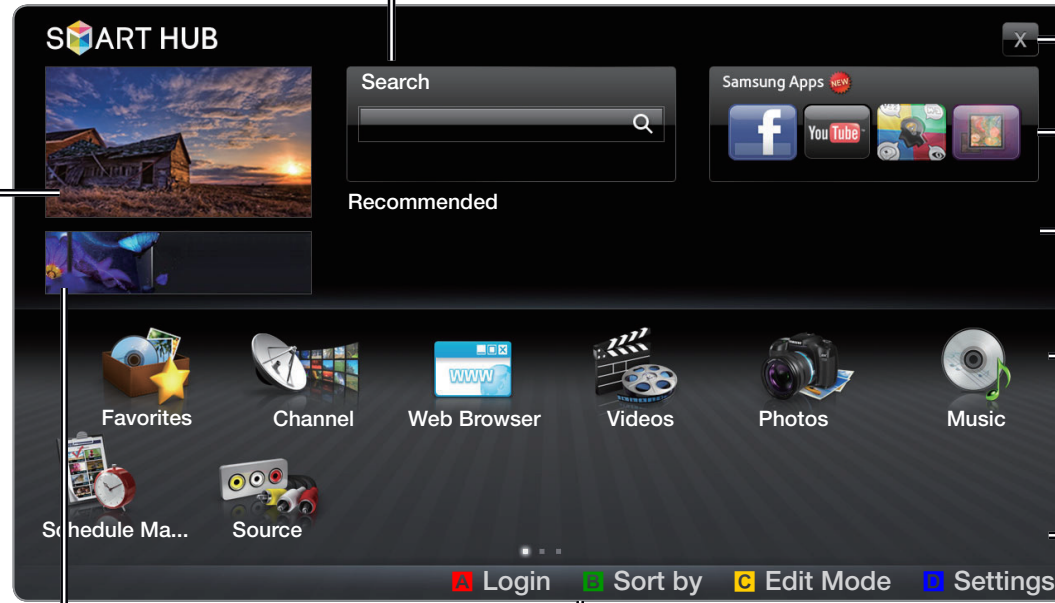 SMART HUB
X
Search
Samsung Apps NEW
f
You Tube
Recommended
WWW
Favorites
Channel
Web Browser
Videos
Photos
Music
Schedule Ma...
Source
A Login
B Sort by
C Edit Mode
D Settings